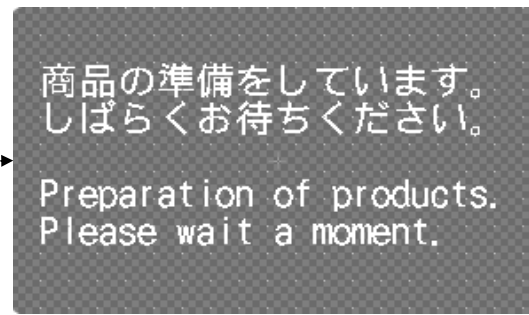 商品の準備をしています。
しばらくお待ちください。
Preparation of products.
Please wait a moment.